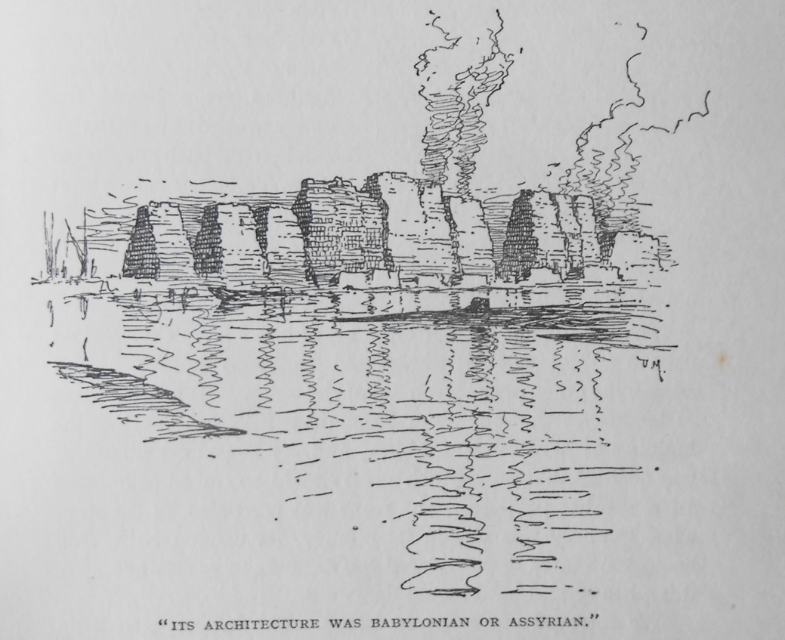 J.M.
"ITS ARCHITECTURE WAS BABYLONIAN OR ASSYRIAN."